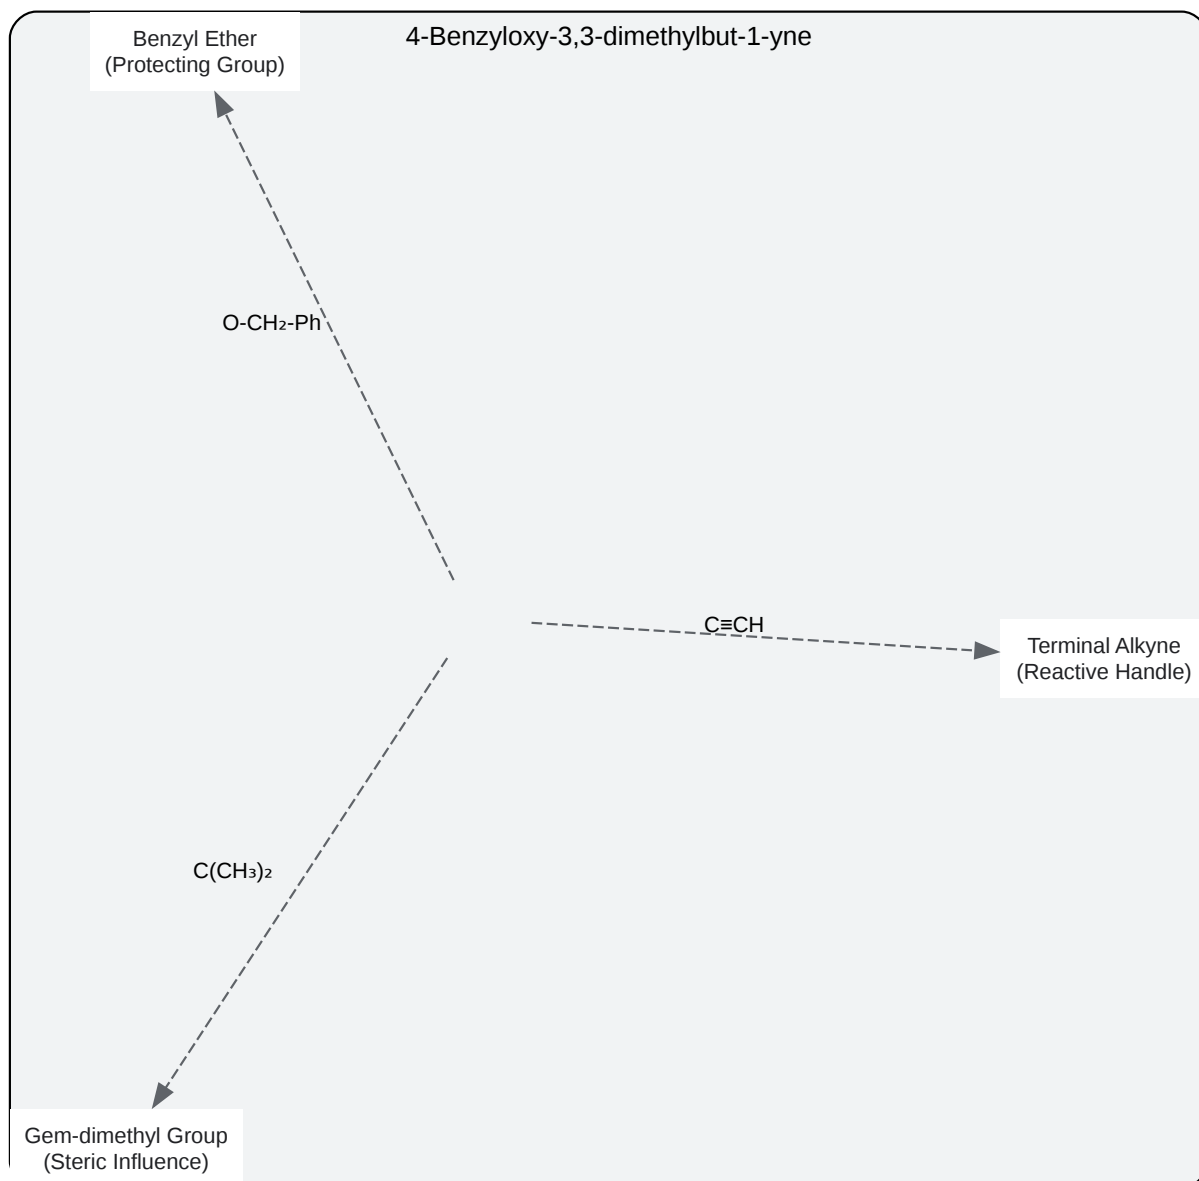 4-Benzyloxy-3,3-dimethylbut-1-yne
Benzyl Ether
(Protecting Group)
O-CH₂-Ph
C≡CH
Terminal Alkyne
(Reactive Handle)
C(CH₃)₂
Gem-dimethyl Group
(Steric Influence)